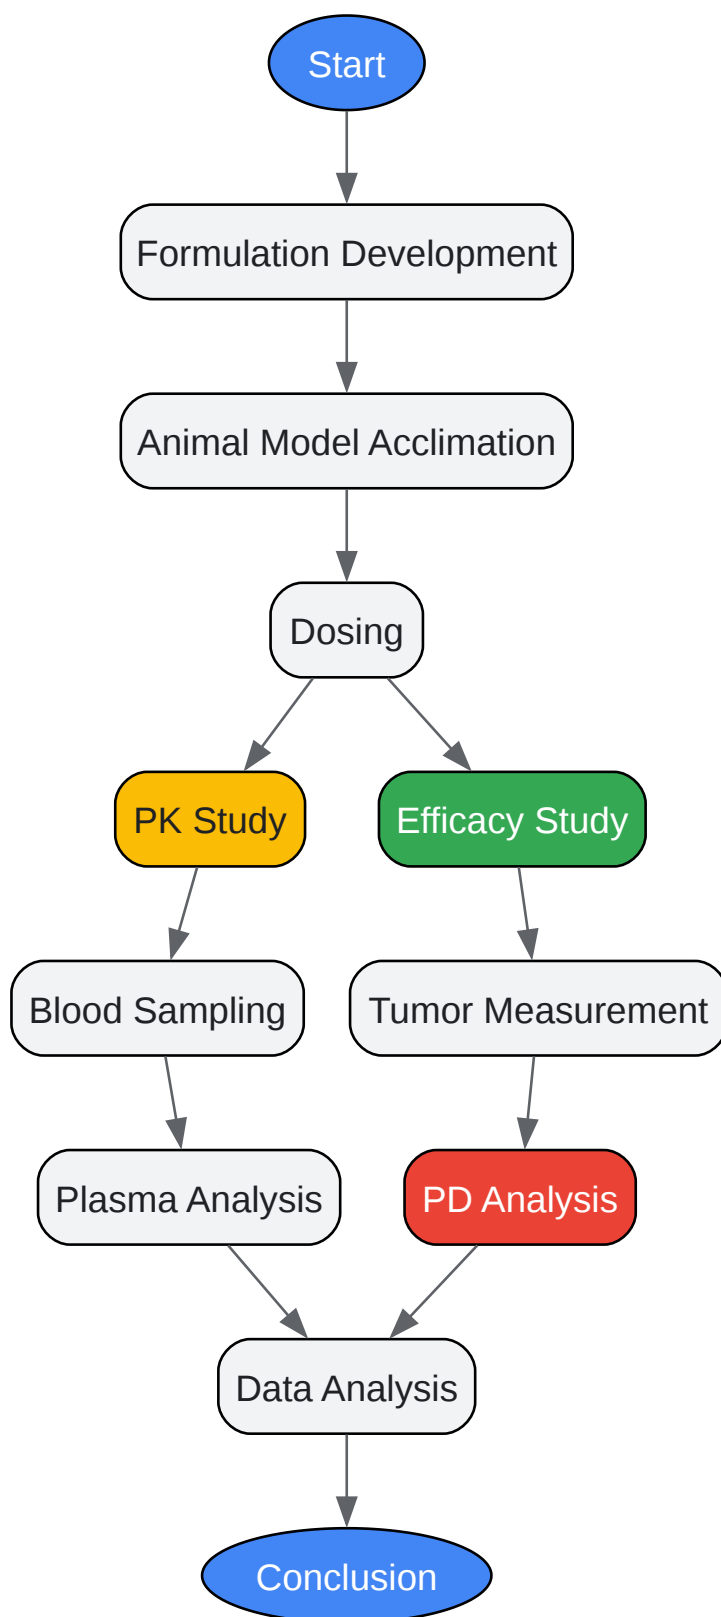 Start
Formulation Development
Animal Model Acclimation
Dosing
PK Study
Efficacy Study
Blood Sampling
Tumor Measurement
Plasma Analysis
PD Analysis
Data Analysis
Conclusion